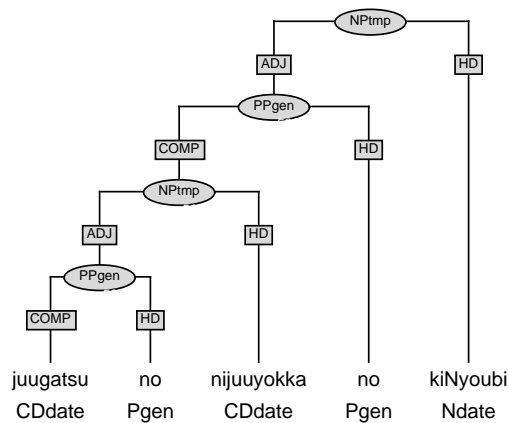 NPtmp
ADJ HD
PPgen
COMP HD
NPtmp
ADJ HD
PPgen
COMP HD
juugatsu no nijuuyokka no kiNyoubi
CDdate Pgen CDdate Pgen Ndate